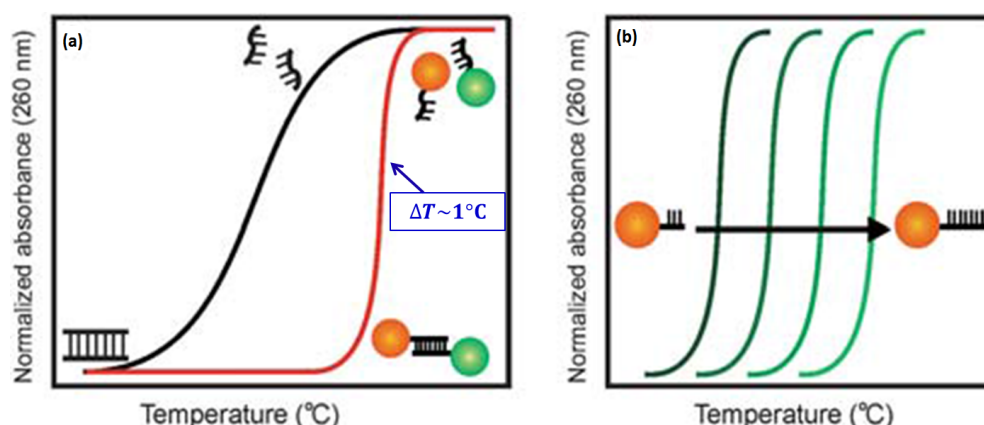 (a)
Normalized absorbance (260 nm)
ΔT~1°C
Temperature (℃)
(b)
Normalized absorbance (260 nm)
Temperature (℃)